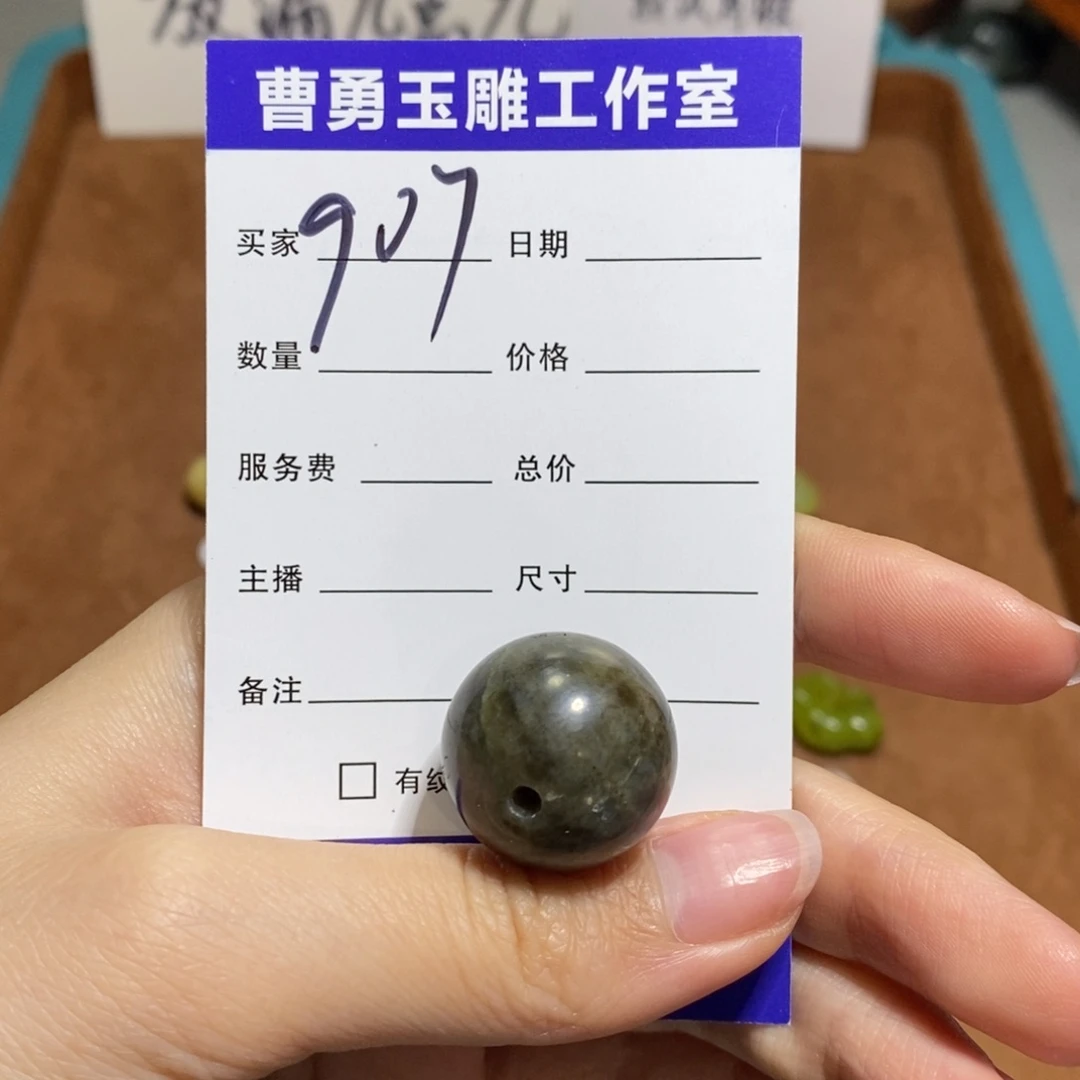 曹勇玉雕工作室
买家 907 日期
数量 价格
服务费 总价
主播 尺寸
备注
有纹